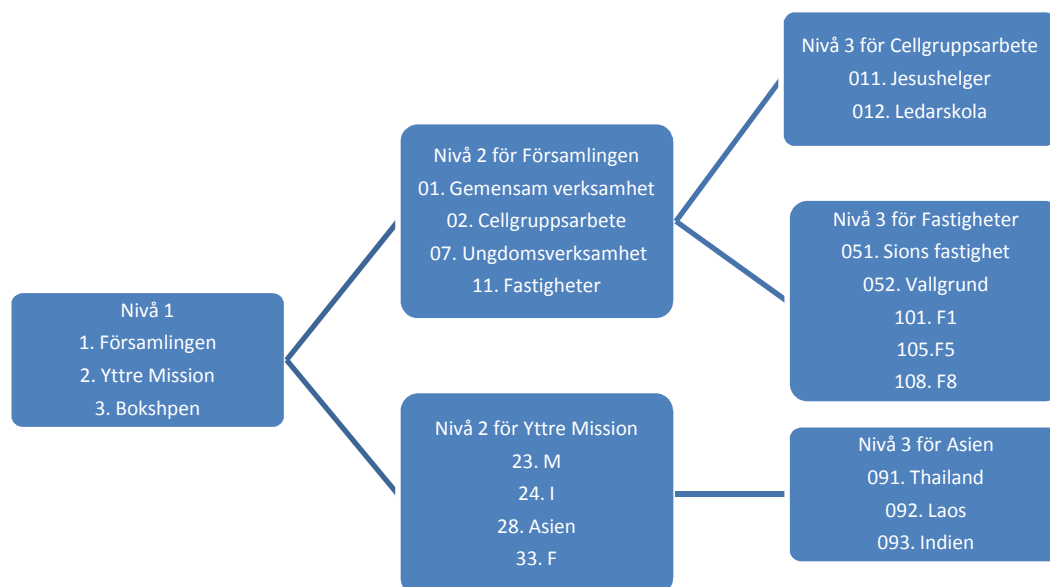 Nivå 1
1. Församlingen
2. Yttre Mission
3. Bokshpen
Nivå 2 för Församlingen
01. Gemensam verksamhet
02. Cellgruppsarbete
07. Ungdomsverksamhet
11. Fastigheter
Nivå 2 för Yttre Mission
23. M
24. I
28. Asien
33. F
Nivå 3 för Cellgruppsarbete
011. Jesushelger
012. Ledarskola
Nivå 3 för Fastigheter
051. Sions fastighet
052. Vallgrund
101. F1
105.F5
108. F8
Nivå 3 för Asien
091. Thailand
092. Laos
093. Indien